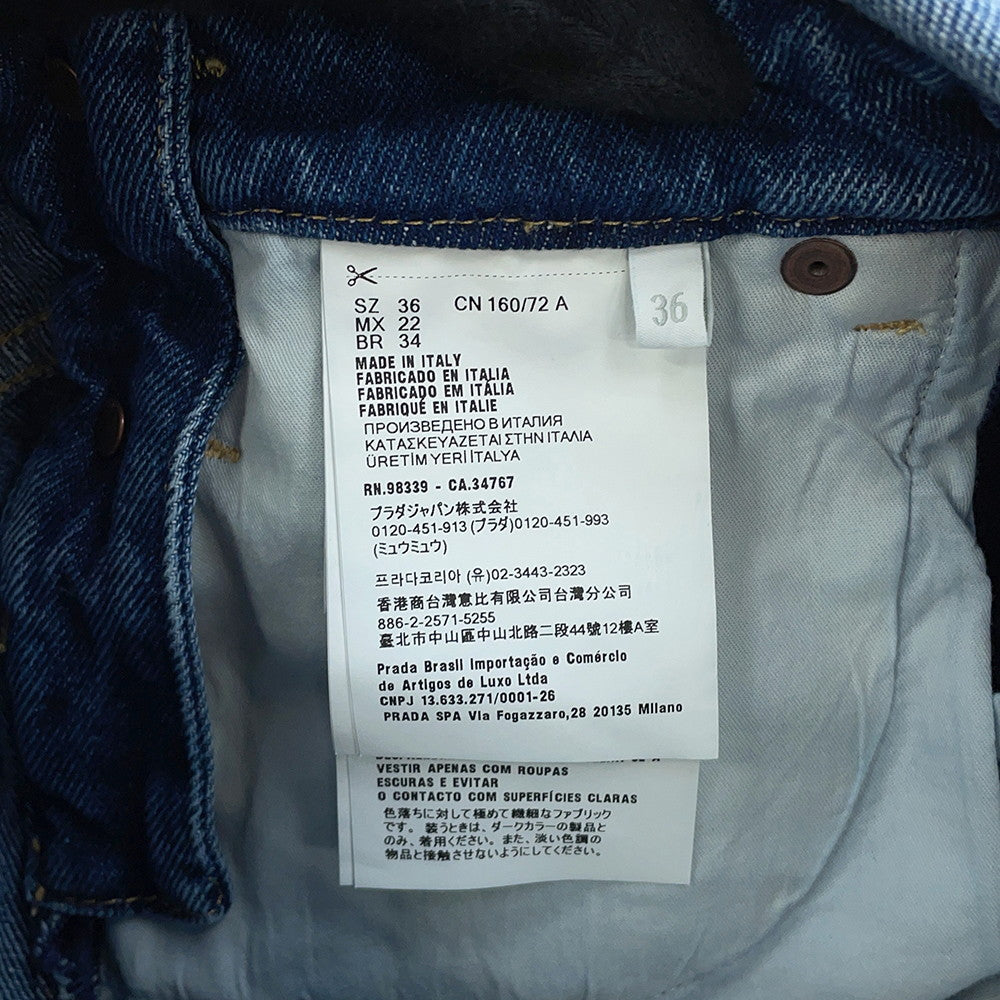 SZ 36 CN 160/72 A
MX 22
BR 34
36
MADE IN ITALY
FABRICADO EN ITALIA
FABRICADO EM ITÁLIA
FABRIQUÉ EN ITALIE
ПРОИЗВЕДЕНО В ИТАЛИЯ
ΚΑΤΑΣΚΕΥΑΖΕΤΑΙ ΣΤΗΝ ΙΤΑΛΙΑ
ÜRETİM YERİ İTALYA
RN.98339 - CA.34767
プラダジャパン株式会社
0120-451-913 (プラダ)0120-451-993
(ミュウミュウ)
프라다코리아 (유)02-3443-2323
香港商台灣意比有限公司台灣分公司
886-2-2571-5255
臺北市中山區中山北路二段44號12樓A室
Prada Brasil Importação e Comércio
de Artigos de Luxo Ltda
CNPJ 13.633.271/0001-26
PRADA SPA Via Fogazzaro,28 20135 Milano
VESTIR APENAS COM ROUPAS
ESCURAS E EVITAR
O CONTACTO COM SUPERFÍCIES CLARAS
色落ちに対して極めて繊細なファブリック
です。 装うときは、ダークカラーの製品と
のみ、着用ください。また、淡い色調の
物品と接触させないようにしてください。